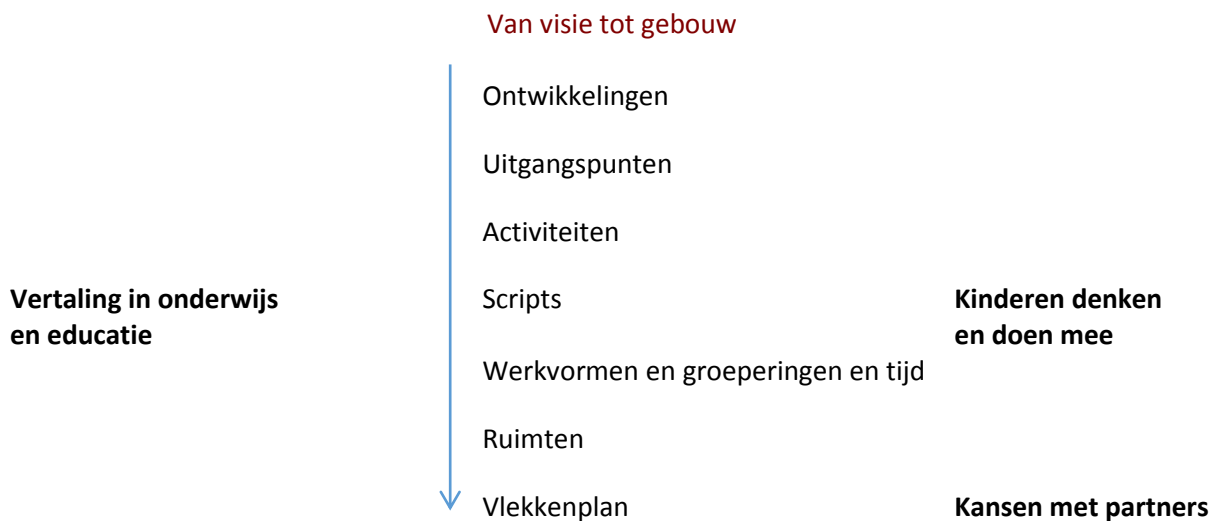 Van visie tot gebouw
Ontwikkelingen
Uitgangspunten
Activiteiten
Vertaling in onderwijs
en educatie
Scripts
Kinderen denken
en doen mee
Werkvormen en groeperingen en tijd
Ruimten
Vlekkenplan
Kansen met partners